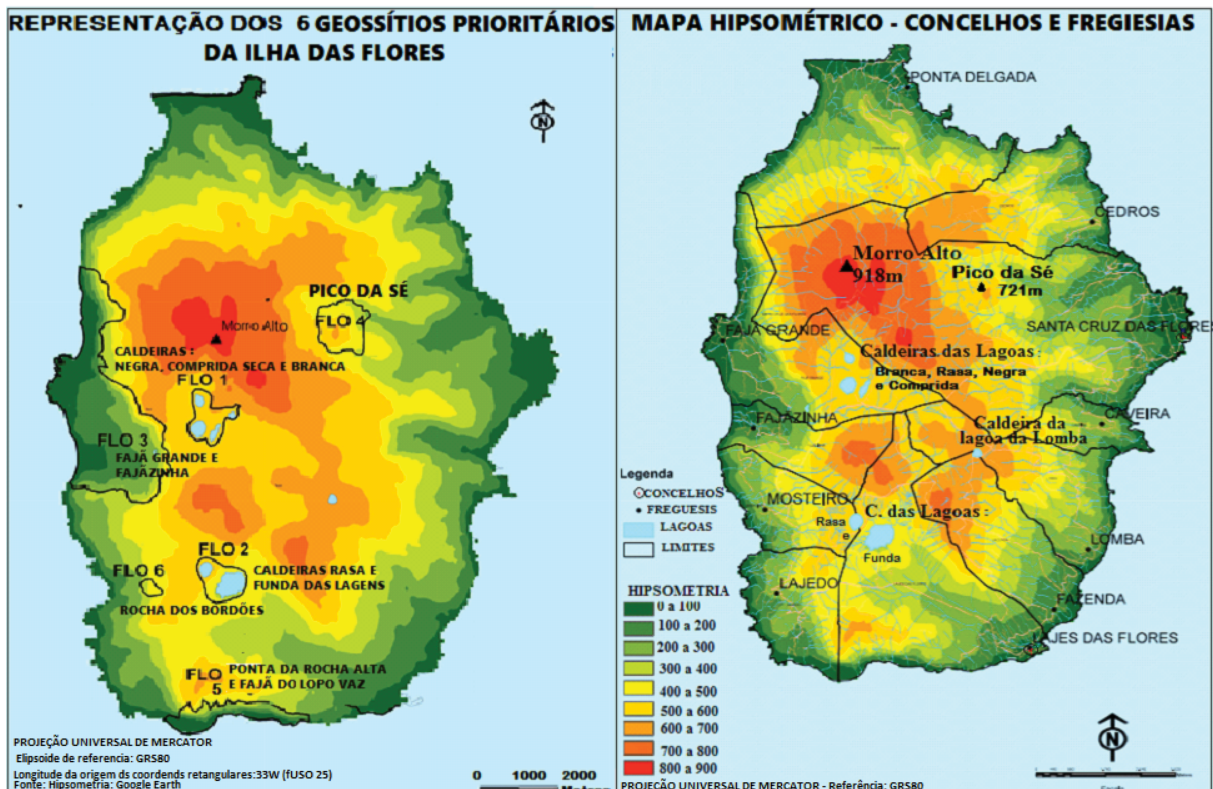 REPRESENTAÇÃO DOS 6 GEOSSÍTIOS PRIORITÁRIOS
DA ILHA DAS FLORES
N
PICO DA SÉ
FLO 4
Morro Alto
CALDEIRAS :
NEGRA, COMPRIDA SECA E BRANCA
FLO 1
FLO 3
FAJÃ GRANDE E
FAJÃZINHA
FLO 2
CALDEIRAS RASA E
FUNDA DAS LAGENS
FLO 6
ROCHA DOS BORDÕES
FLO
5
PONTA DA ROCHA ALTA
E FAJÃ DO LOPO VAZ
PROJEÇÃO UNIVERSAL DE MERCATOR
Elipsoide de referencia: GRS80
Longitude da origem ds coordends retangulares:33W (fUSO 25)
Fonte: Hipsometria: Google Earth
0 1000 2000
MAPA HIPSOMÉTRICO - CONCELHOS E FREGIESIAS
PONTA DELGADA
CEDROS
Morro Alto
918m
Pico da Sé
721m
FAJÃ GRANDE
SANTA CRUZ DAS FLORES
Caldeiras das Lagoas :
Branca, Rasa, Negra
e Comprida
FAJAZINHA
CAVEIRA
Caldeira da
lagoa da Lomba
MOSTEIRO
C. das Lagoas :
Rasa
e
Funda
LOMBA
LAJEDO
FAZENDA
LAJES DAS FLORES
Legenda
CONCELHOS
FREGUESIS
LAGOAS
LIMITES
HIPSOMETRIA
0 a 100
100 a 200
200 a 300
300 a 400
400 a 500
500 a 600
600 a 700
700 a 800
800 a 900
N
PROJEÇÃO UNIVERSAL DE MERCATOR - Referência: GRS80